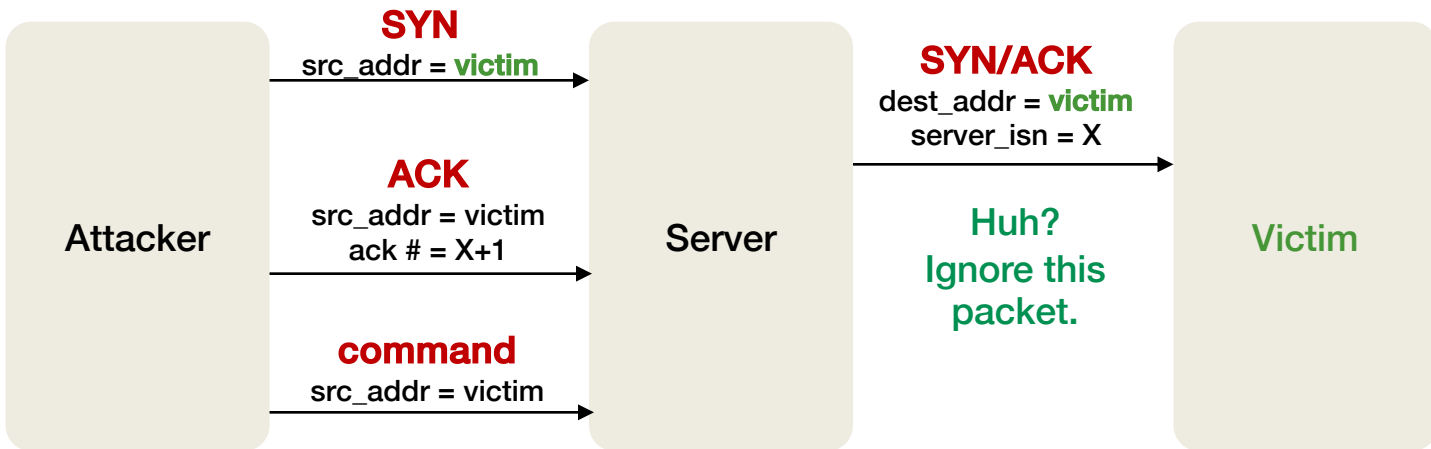 SYN
src_addr = victim
SYN/ACK
dest_addr = victim
server_isn = X
ACK
src_addr = victim
ack # = X+1
Attacker
Server
Huh?
Ignore this
packet.
Victim
command
src_addr = victim